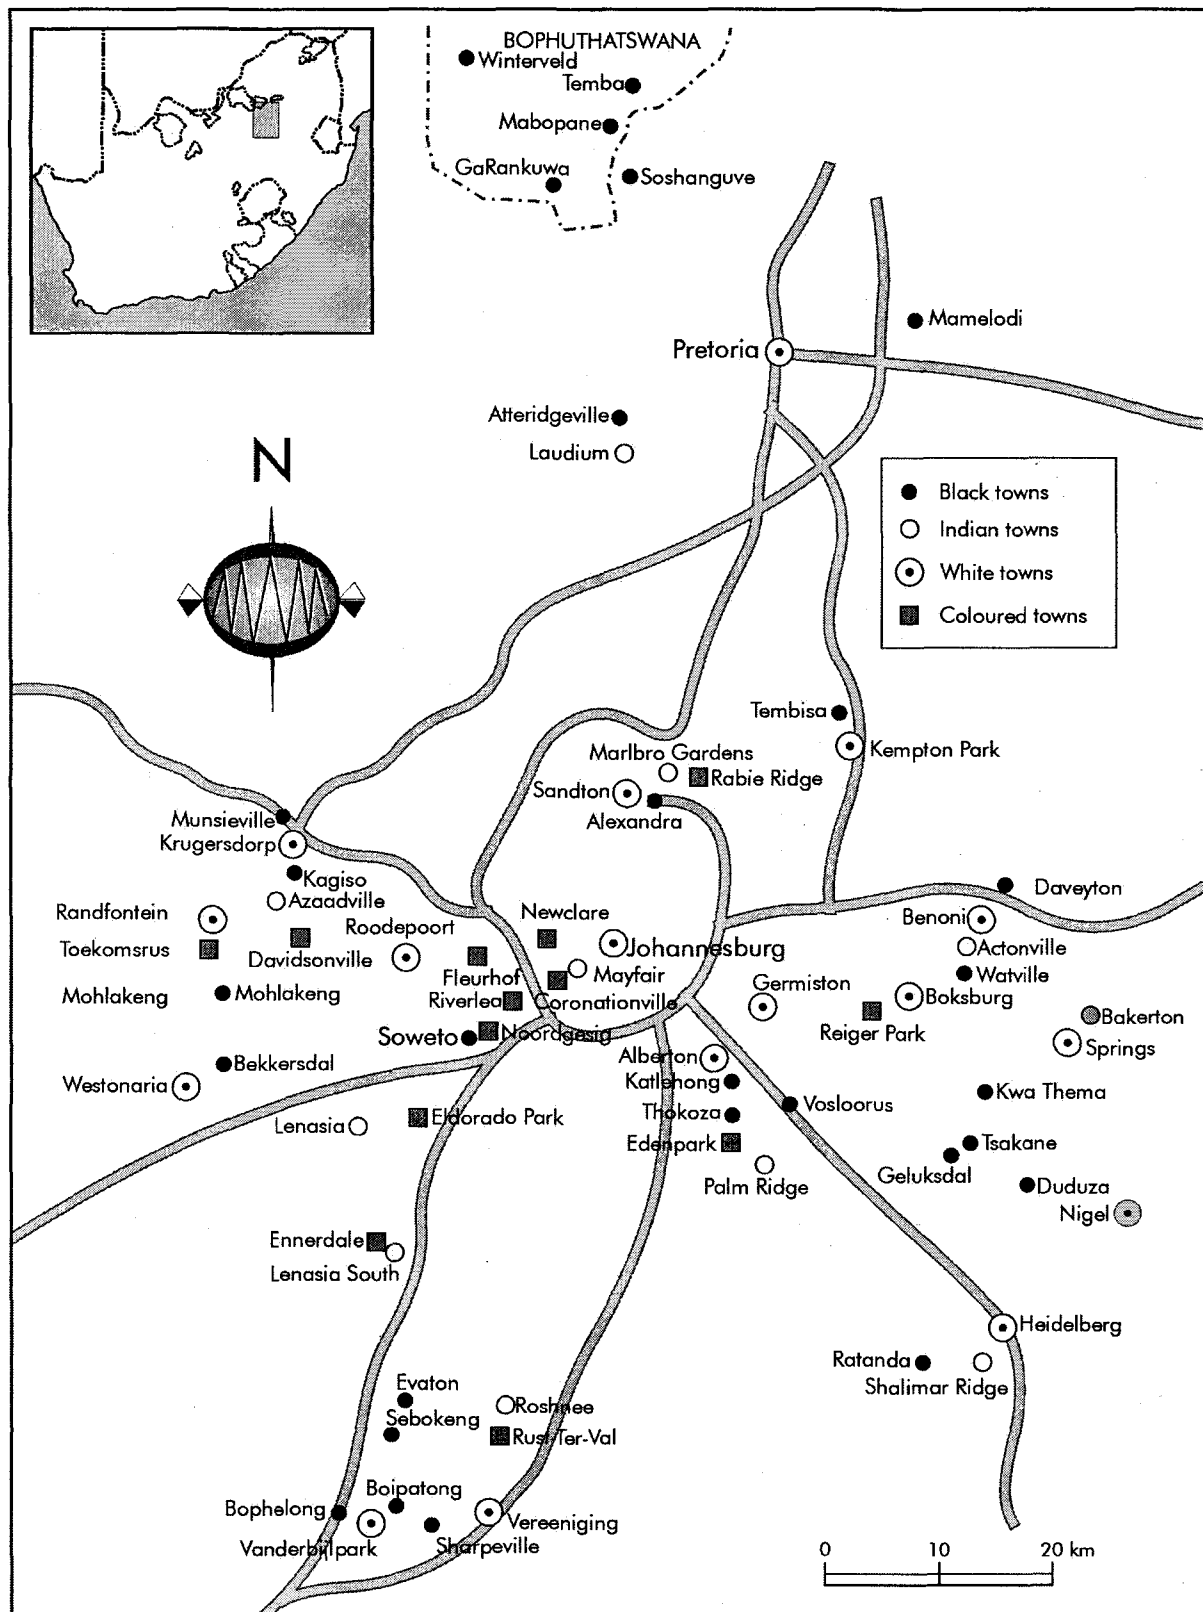 BOPHUTHATSWANA
Winterveld
Temba
Mabopane
GaRankuwa
Soshanguve
Mamelodi
Pretoria
Atteridgeville
Laudium
N
Black towns
Indian towns
White towns
Coloured towns
Tembisa
Kempton Park
Marlbro Gardens
Rabie Ridge
Sandton
Alexandra
Munsieville
Krugersdorp
Kagiso
Azaadville
Daveyton
Randfontein
Roodepoort
Newclare
Benoni
Toekomsrus
Davidsonville
Johannesburg
Actonville
Fleurhof
Mayfair
Watville
Mohlakeng
Mohlakeng
Riverlea
Coronationville
Germiston
Boksburg
Bakerton
Soweto
Noordgesig
Reiger Park
Springs
Bekkersdal
Alberton
Westonaria
Katlehong
Kwa Thema
Vosloorus
Lenasia
Eldorado Park
Thokoza
Edenpark
Tsakane
Geluksdal
Palm Ridge
Duduza
Nigel
Ennerdale
Lenasia South
Heidelberg
Ratanda
Shalimar Ridge
Evaton
Sebokeng
Roshnee
Rust-Ter-Val
Boipatong
Bophelong
Vereeniging
Vanderbijlpark
Sharpeville
0 10 20 km